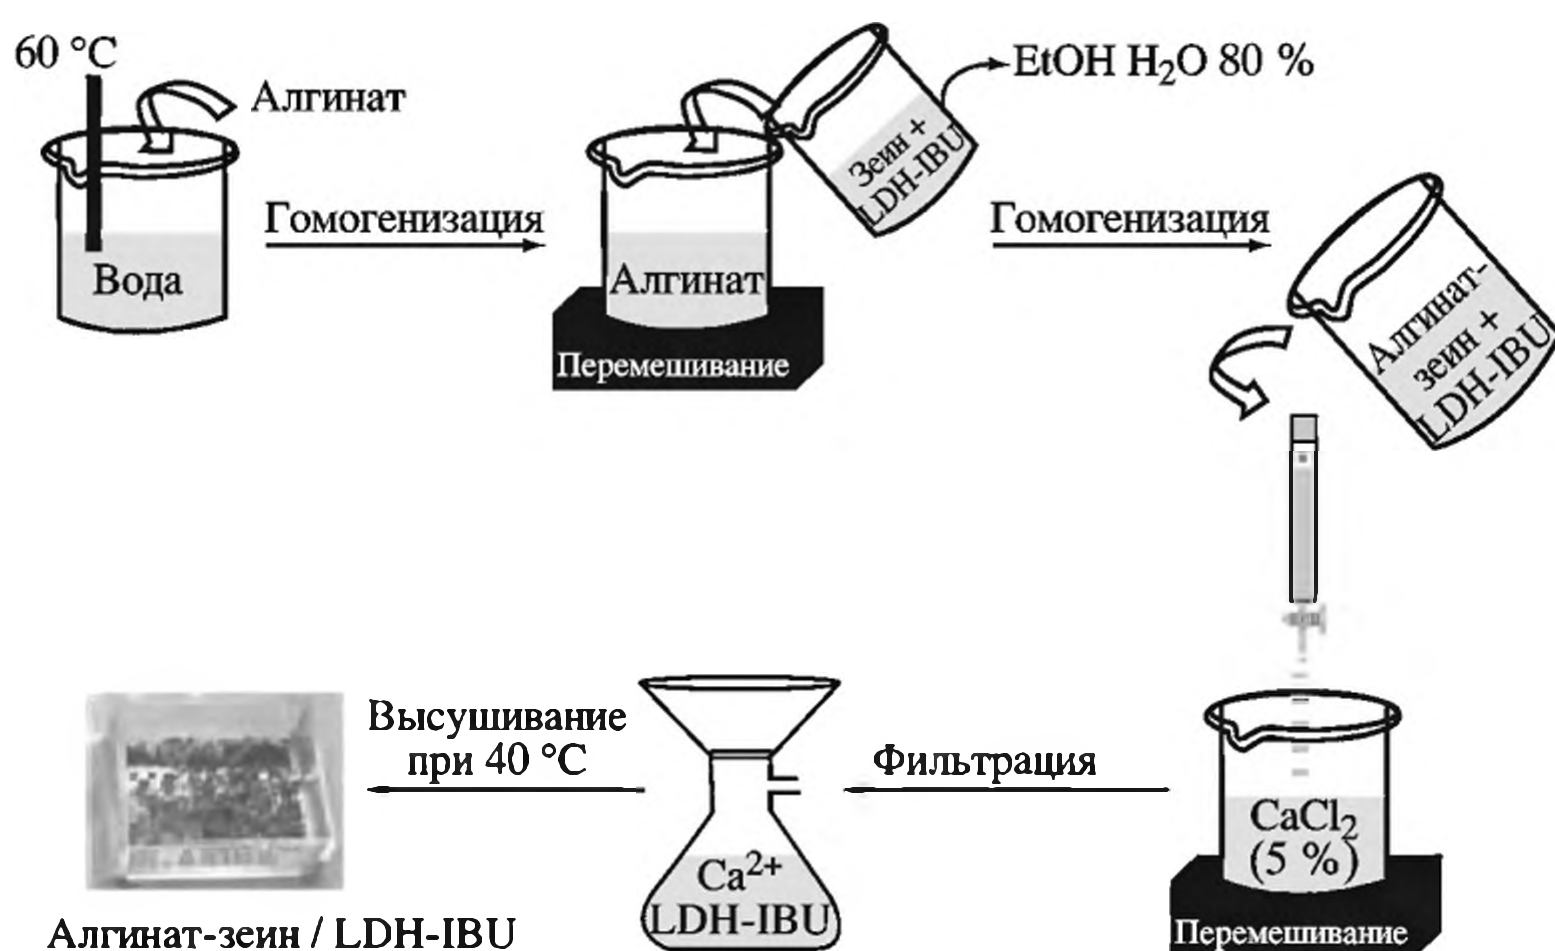 60 °C
Алгинат
Вода
Гомогенизация
EtOH H₂O 80 %
Зеин +
LDH-IBU
Алгинат
Перемешивание
Гомогенизация
Алгинат-
зеин +
LDH-IBU
CaCl₂
(5 %)
Перемешивание
Фильтрация
Ca²⁺
LDH-IBU
Высушивание
при 40 °C
Алгинат-зеин / LDH-IBU